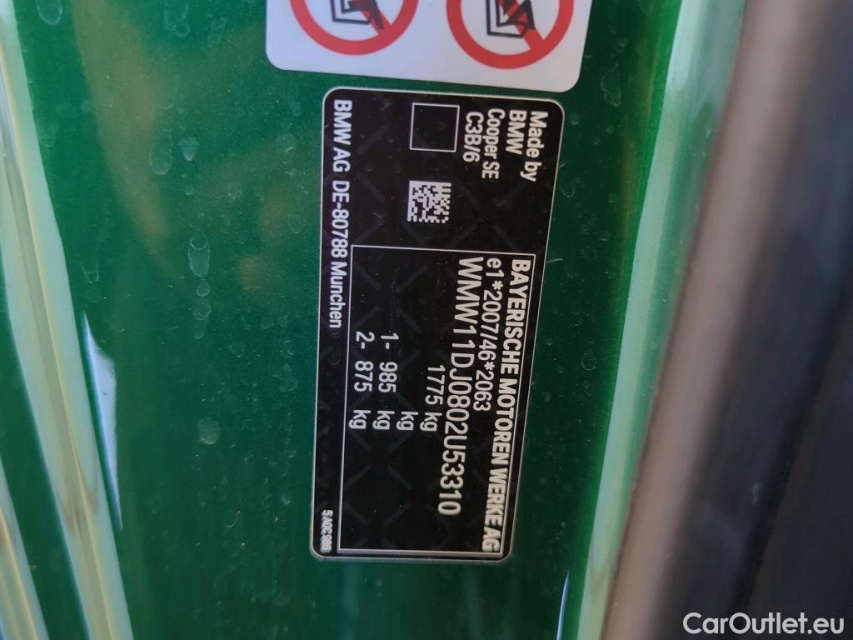 Made by
BMW
Cooper SE
C3B/6
BAYERISCHE MOTOREN WERKE AG
e1*2007/46*2063
WMW11DJ0802U53310
1775 kg
kg
1- 985 kg
2- 875 kg
BMW AG DE-80788 Munchen
CarOutlet.eu